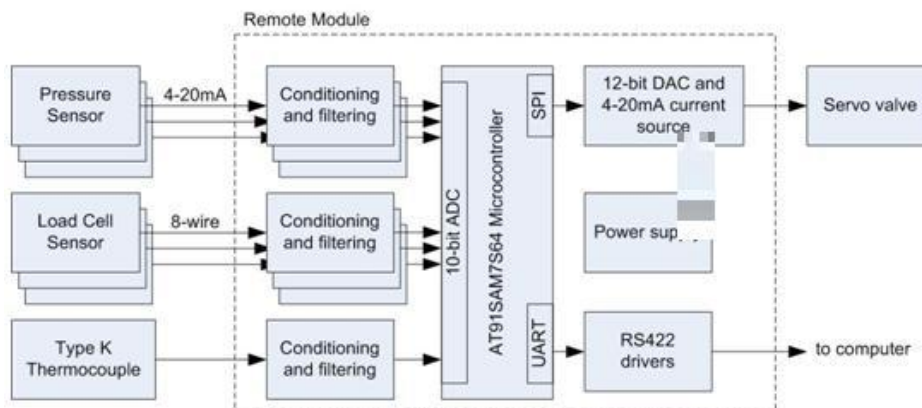 Remote Module
Pressure
Sensor
4-20mA
Conditioning
and filtering
10-bit ADC
AT91SAM7S64 Microcontroller
SPI
12-bit DAC and
4-20mA current
source
Servo valve
Load Cell
Sensor
8-wire
Conditioning
and filtering
Power
Type K
Thermocouple
Conditioning
and filtering
UART
RS422
drivers
to computer